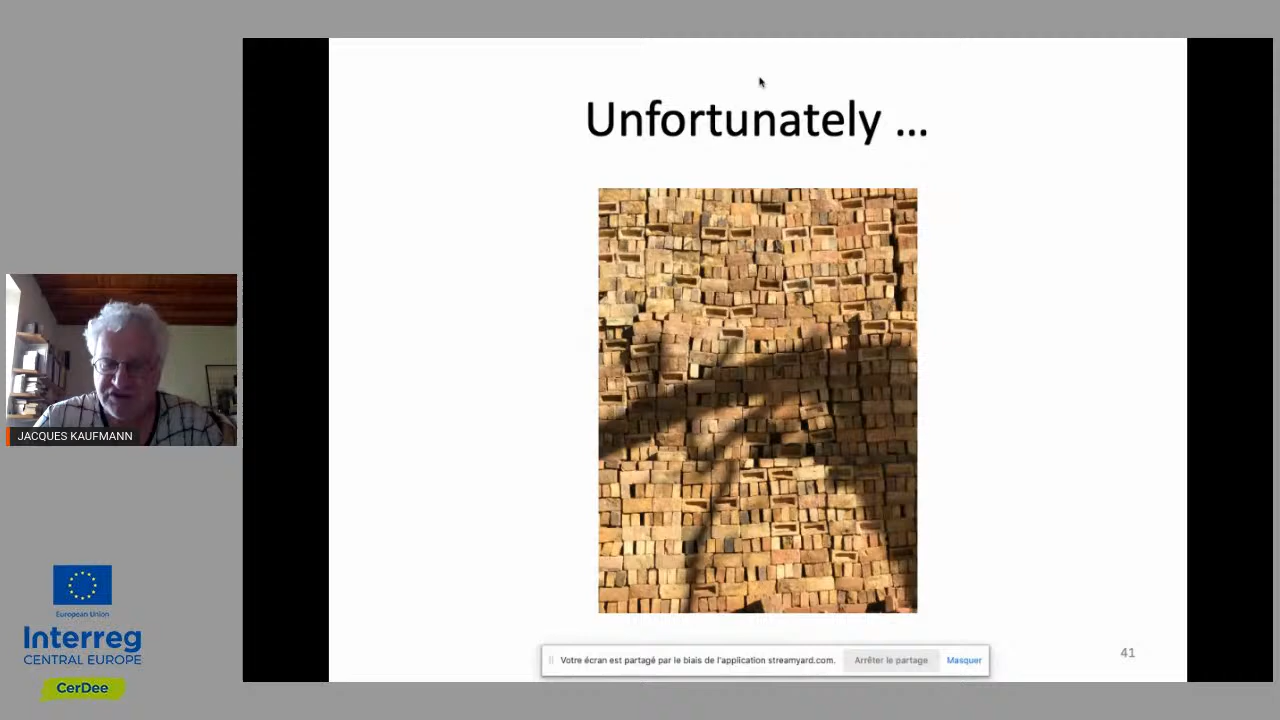 Unfortunately ...
JACQUES KAUFMANN
European Union
Interreg
CENTRAL EUROPE
CerDee
Votre écran est partagé par le biais de l'application streamyard.com. Arrêter le partage Masquer
41